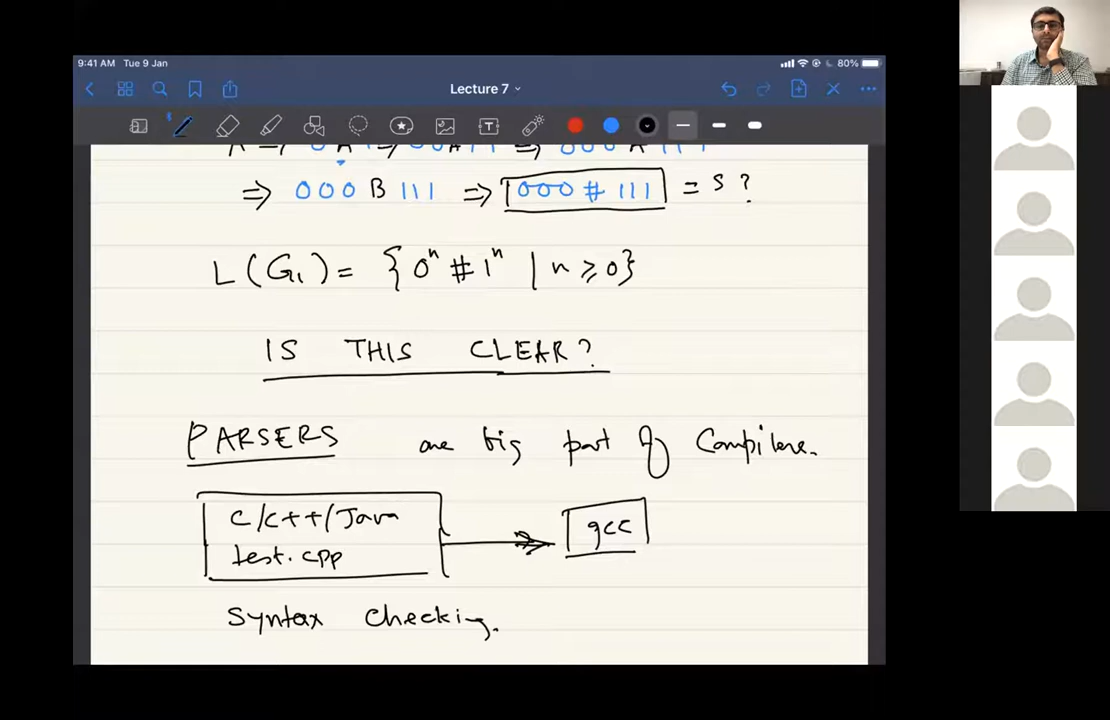 9:41 AM Tue 9 Jan 80%
Lecture 7
⇒ 000 B 111 ⇒ 000 # 111 = S ?
L (G₁) = { 0ⁿ # 1ⁿ | n ≥ 0}
IS THIS CLEAR?
PARSERS are big part of Compilers.
C/C++/Java
test.cpp
gcc
Syntax checking.